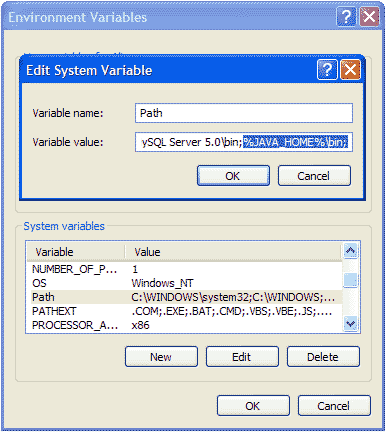 Environment Variables
Edit System Variable
Variable name: Path
Variable value: ySQL Server 5.0\bin;%JAVA_HOME%\bin;
OK Cancel
System variables
Variable Value
NUMBER_OF_P... 1
OS Windows_NT
Path C:\WINDOWS\system32;C:\WINDOWS;...
PATHEXT .COM;.EXE;.BAT;.CMD;.VBS;.VBE;.JS;....
PROCESSOR_A... x86
New Edit Delete
OK Cancel